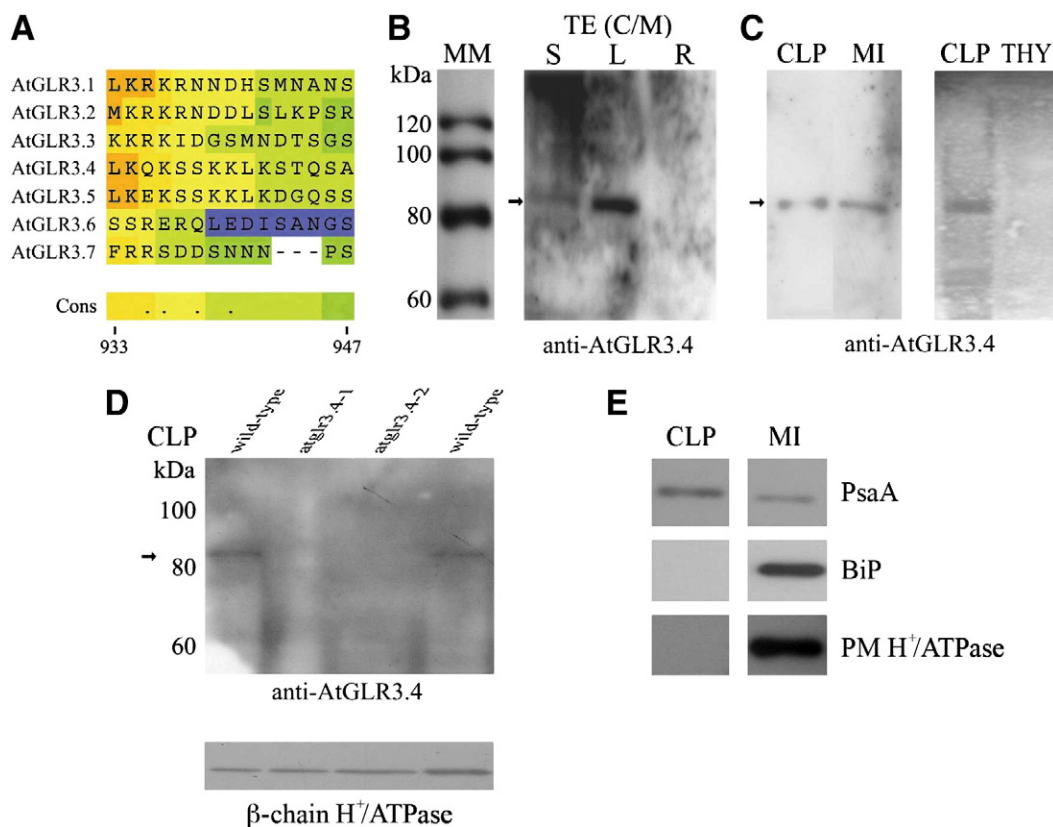 A
AtGLR3.1 LKRKRNNDHSMNANS
AtGLR3.2 MKRKRNDDLSLKPSR
AtGLR3.3 KKRKIDGSMNDTSGS
AtGLR3.4 LKQKSSKKLKSTQSA
AtGLR3.5 LKEKSSKKLKDGQSS
AtGLR3.6 SSRERQLEDISANGS
AtGLR3.7 FRRSDDSNNN---PS
Cons . . . .
933 947
B
TE (C/M)
MM S L R
kDa
120
100
80
60
anti-AtGLR3.4
C
CLP MI CLP THY
anti-AtGLR3.4
D
CLP wild-type atglr3.4-1 atglr3.4-2 wild-type
kDa
100
80
60
anti-AtGLR3.4
β-chain H⁺/ATPase
E
CLP MI
PsaA
BiP
PM H⁺/ATPase